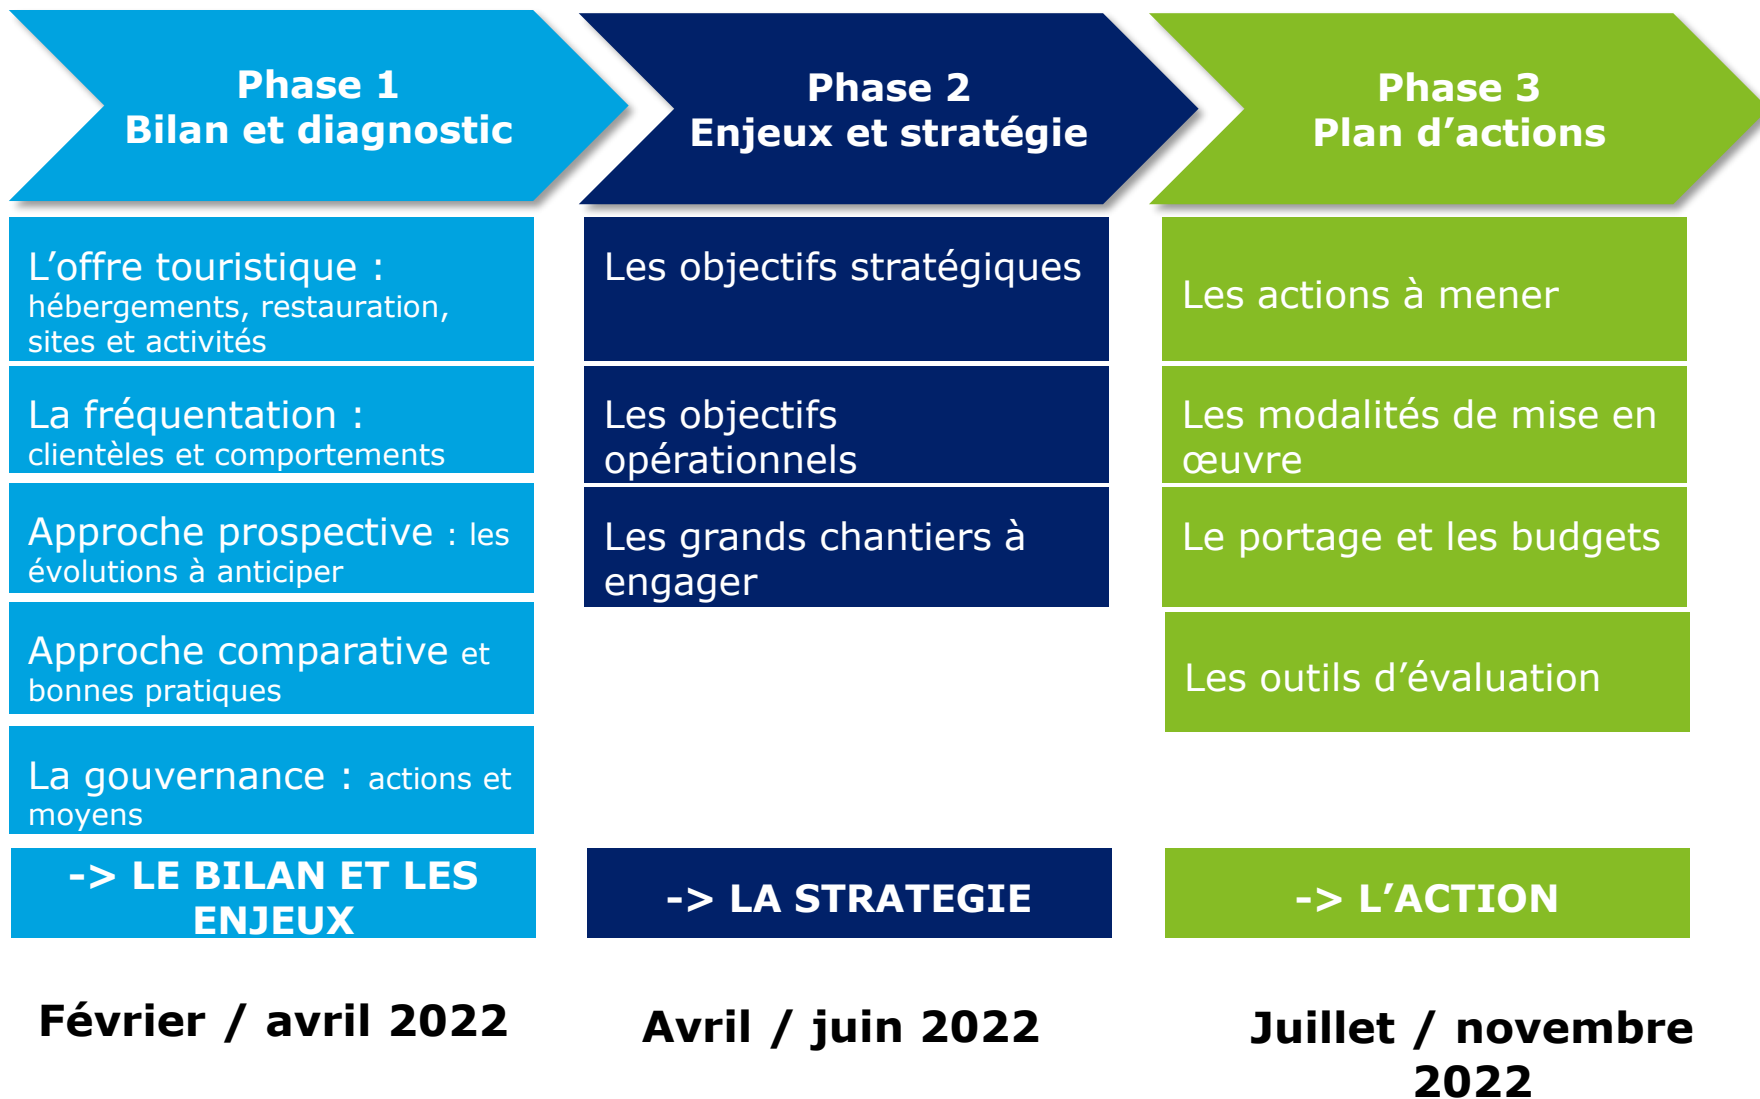 Phase 1
Bilan et diagnostic
L’offre touristique :
hébergements, restauration,
sites et activités
La fréquentation :
clientèles et comportements
Approche prospective : les
évolutions à anticiper
Approche comparative et
bonnes pratiques
La gouvernance : actions et
moyens
-> LE BILAN ET LES
ENJEUX
Février / avril 2022
Phase 2
Enjeux et stratégie
Les objectifs stratégiques
Les objectifs
opérationnels
Les grands chantiers à
engager
-> LA STRATEGIE
Avril / juin 2022
Phase 3
Plan d’actions
Les actions à mener
Les modalités de mise en
œuvre
Le portage et les budgets
Les outils d’évaluation
-> L’ACTION
Juillet / novembre
2022